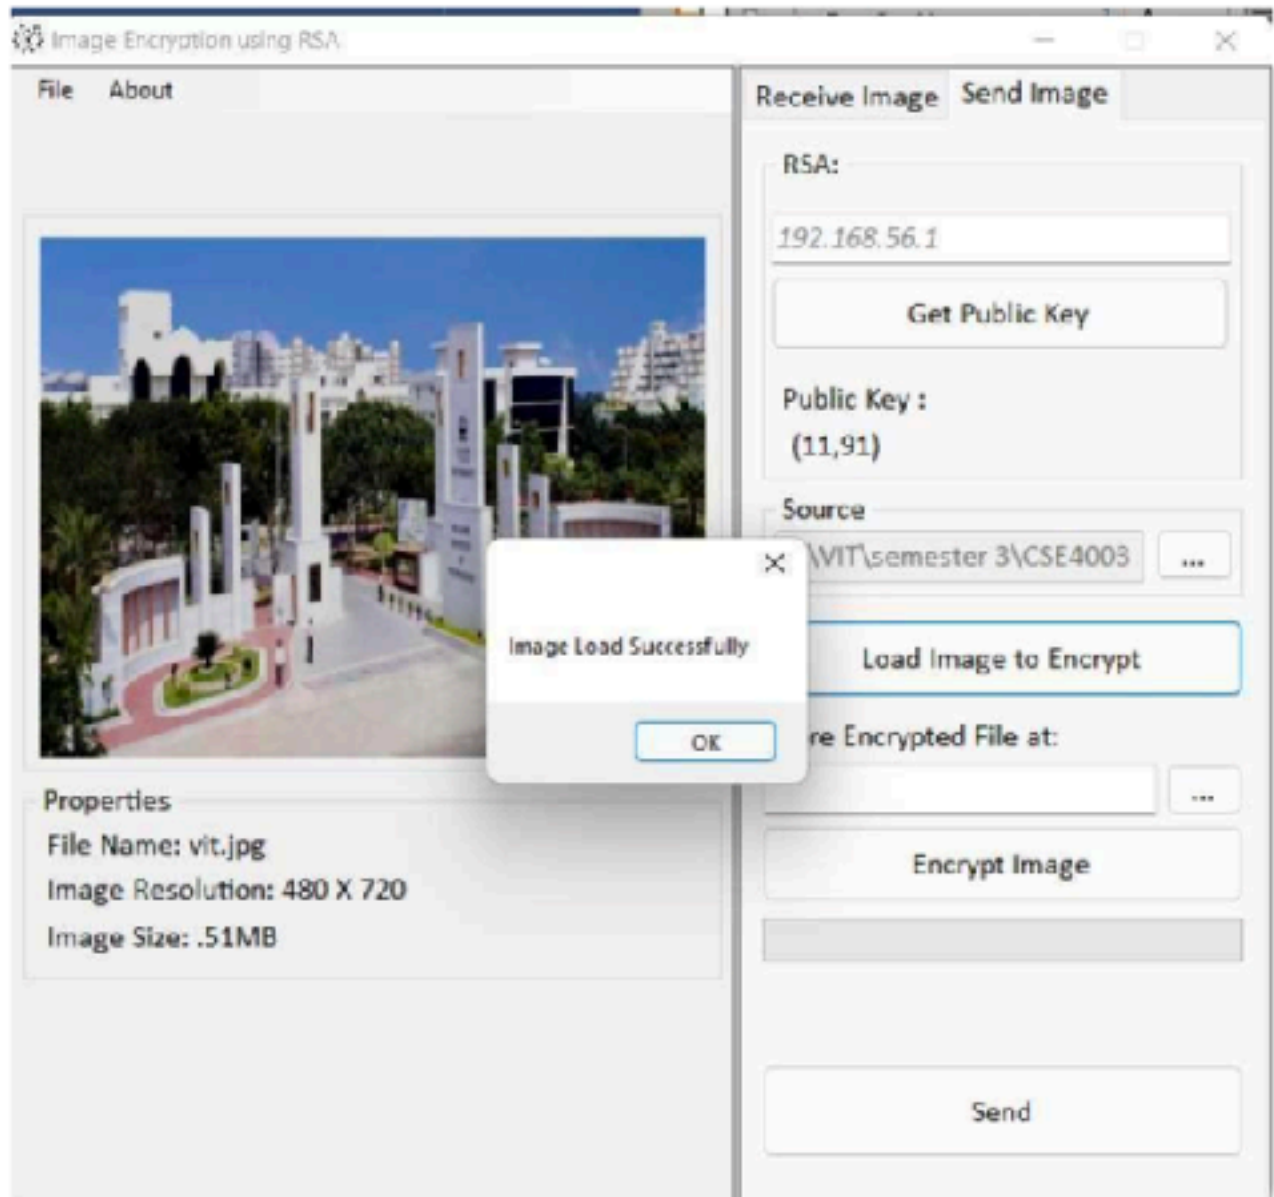 Image Encryption using RSA
File About
Receive Image Send Image
RSA:
192.168.56.1
Get Public Key
Public Key :
(11,91)
Source
\VIT\semester 3\CSE4003
...
Load Image to Encrypt
Image Load Successfully
OK
re Encrypted File at:
...
Encrypt Image
Send
Properties
File Name: vit.jpg
Image Resolution: 480 X 720
Image Size: .51MB